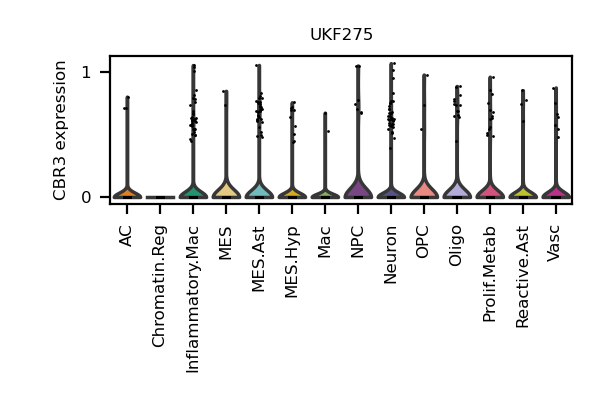 UKF275
CBR3 expression
1
0
AC
Chromatin.Reg
Inflammatory.Mac
MES
MES.Ast
MES.Hyp
Mac
NPC
Neuron
OPC
Oligo
Prolif.Metab
Reactive.Ast
Vasc